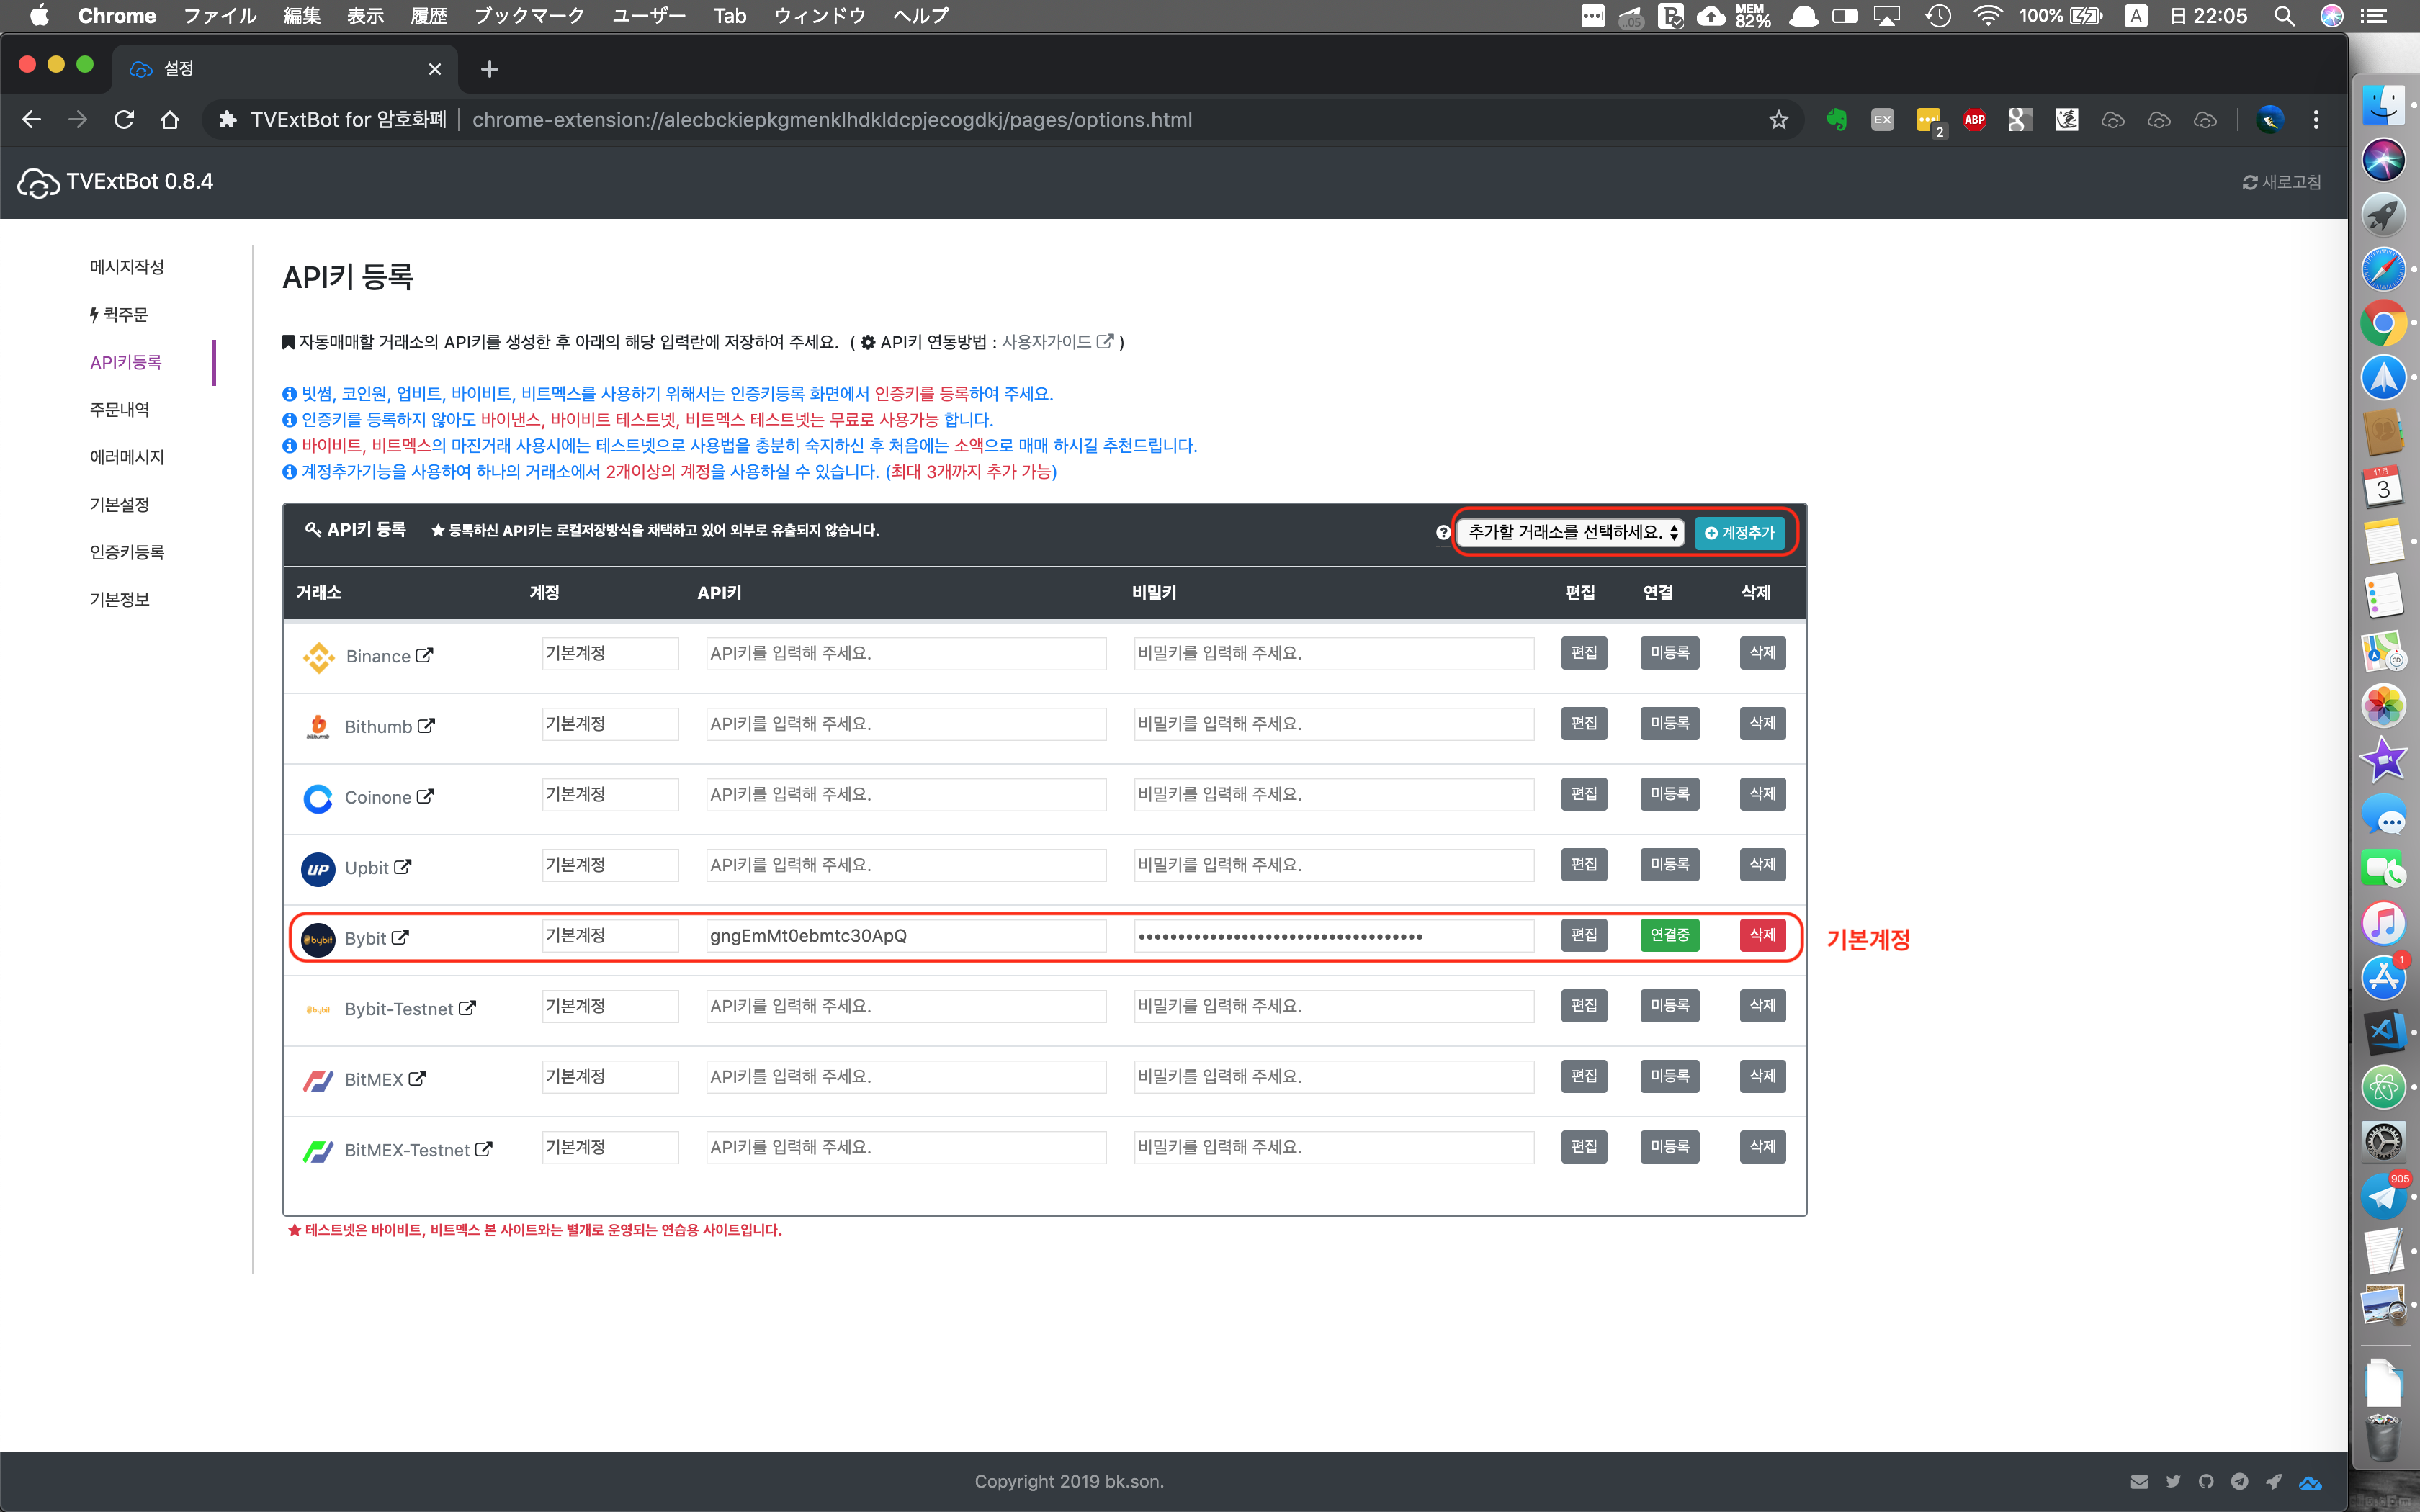 Chrome ファイル 編集 表示 履歴 ブックマーク ユーザー Tab ウィンドウ ヘルプ
MEM 82% 100% A 日 22:05
설정
TVExtBot for 암호화폐 chrome-extension://alecbckiepkgmenklhdkldcpjecogdkj/pages/options.html
EX 2 ABP
TVExtBot 0.8.4 새로고침
메시지작성
퀵주문
API키등록
주문내역
에러메시지
기본설정
인증키등록
기본정보
API키 등록
자동매매할 거래소의 API키를 생성한 후 아래의 해당 입력란에 저장하여 주세요. ( API키 연동방법 : 사용자가이드 )
빗썸, 코인원, 업비트, 바이비트, 비트멕스를 사용하기 위해서는 인증키등록 화면에서 인증키를 등록하여 주세요.
인증키를 등록하지 않아도 바이낸스, 바이비트 테스트넷, 비트멕스 테스트넷는 무료로 사용가능 합니다.
바이비트, 비트멕스의 마진거래 사용시에는 테스트넷으로 사용법을 충분히 숙지하신 후 처음에는 소액으로 매매 하시길 추천드립니다.
계정추가기능을 사용하여 하나의 거래소에서 2개이상의 계정을 사용하실 수 있습니다. (최대 3개까지 추가 가능)
API키 등록 ★ 등록하신 API키는 로컬저장방식을 채택하고 있어 외부로 유출되지 않습니다. 추가할 거래소를 선택하세요. 계정추가
거래소 계정 API키 비밀키 편집 연결 삭제
Binance 기본계정 API키를 입력해 주세요. 비밀키를 입력해 주세요. 편집 미등록 삭제
bithumb Bithumb 기본계정 API키를 입력해 주세요. 비밀키를 입력해 주세요. 편집 미등록 삭제
Coinone 기본계정 API키를 입력해 주세요. 비밀키를 입력해 주세요. 편집 미등록 삭제
UP Upbit 기본계정 API키를 입력해 주세요. 비밀키를 입력해 주세요. 편집 미등록 삭제
bybit Bybit 기본계정 gngEmMt0ebmtc30ApQ •••••••••••••••••••••••••••••••••••• 편집 연결중 삭제 기본계정
bybit Bybit-Testnet 기본계정 API키를 입력해 주세요. 비밀키를 입력해 주세요. 편집 미등록 삭제
BitMEX 기본계정 API키를 입력해 주세요. 비밀키를 입력해 주세요. 편집 미등록 삭제
BitMEX-Testnet 기본계정 API키를 입력해 주세요. 비밀키를 입력해 주세요. 편집 미등록 삭제
★ 테스트넷은 바이비트, 비트멕스 본 사이트와는 별개로 운영되는 연습용 사이트입니다.
Copyright 2019 bk.son.
11月
3
3D
1
905